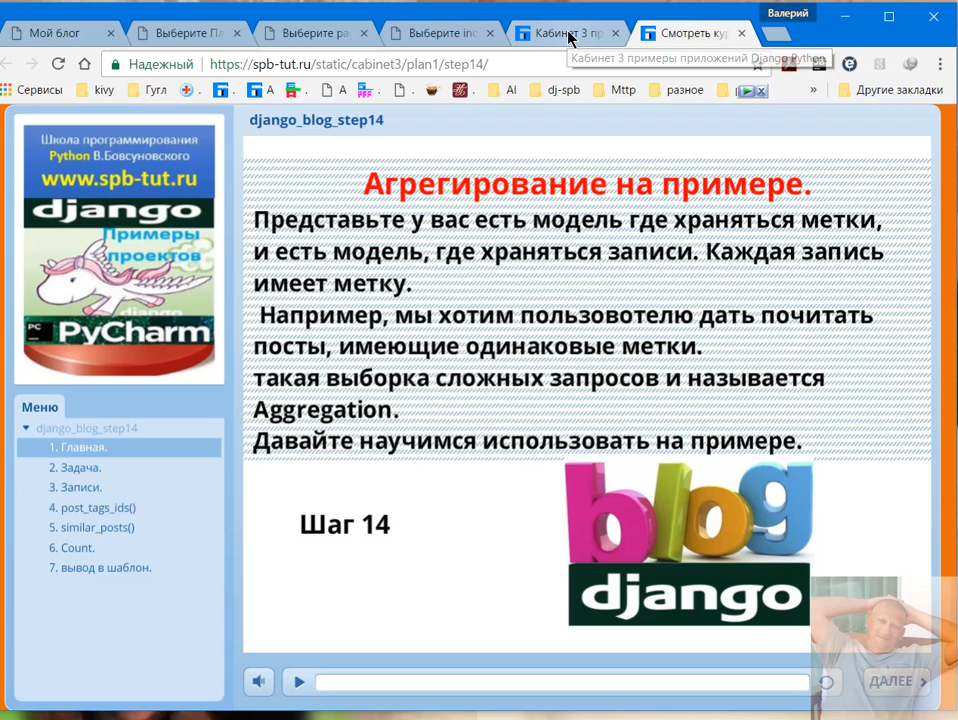 Валерий
Мой блог
Выберите Пл
Выберите ра
Выберите inc
Кабинет 3 пр
Смотреть ку
Надежный
https://spb-tut.ru/static/cabinet3/plan1/step14/
Кабинет 3 примеры приложений Django Python
Сервисы
kivy
Гугл
A
A
AI
dj-spb
Mttp
разное
»
Другие закладки
django_blog_step14
Школа программирования
Python В.Бовсуновского
www.spb-tut.ru
django
Примеры
проектов
django
PC
PyCharm
Агрегирование на примере.
Представьте у вас есть модель где храняться метки,
и есть модель, где храняться записи. Каждая запись
имеет метку.
Например, мы хотим пользовотелю дать почитать
посты, имеющие одинаковые метки.
такая выборка сложных запросов и называется
Aggregation.
Давайте научимся использовать на примере.
Шаг 14
blog
django
Меню
django_blog_step14
1. Главная.
2. Задача.
3. Записи.
4. post_tags_ids()
5. similar_posts()
6. Count.
7. вывод в шаблон.
ДАЛЕЕ